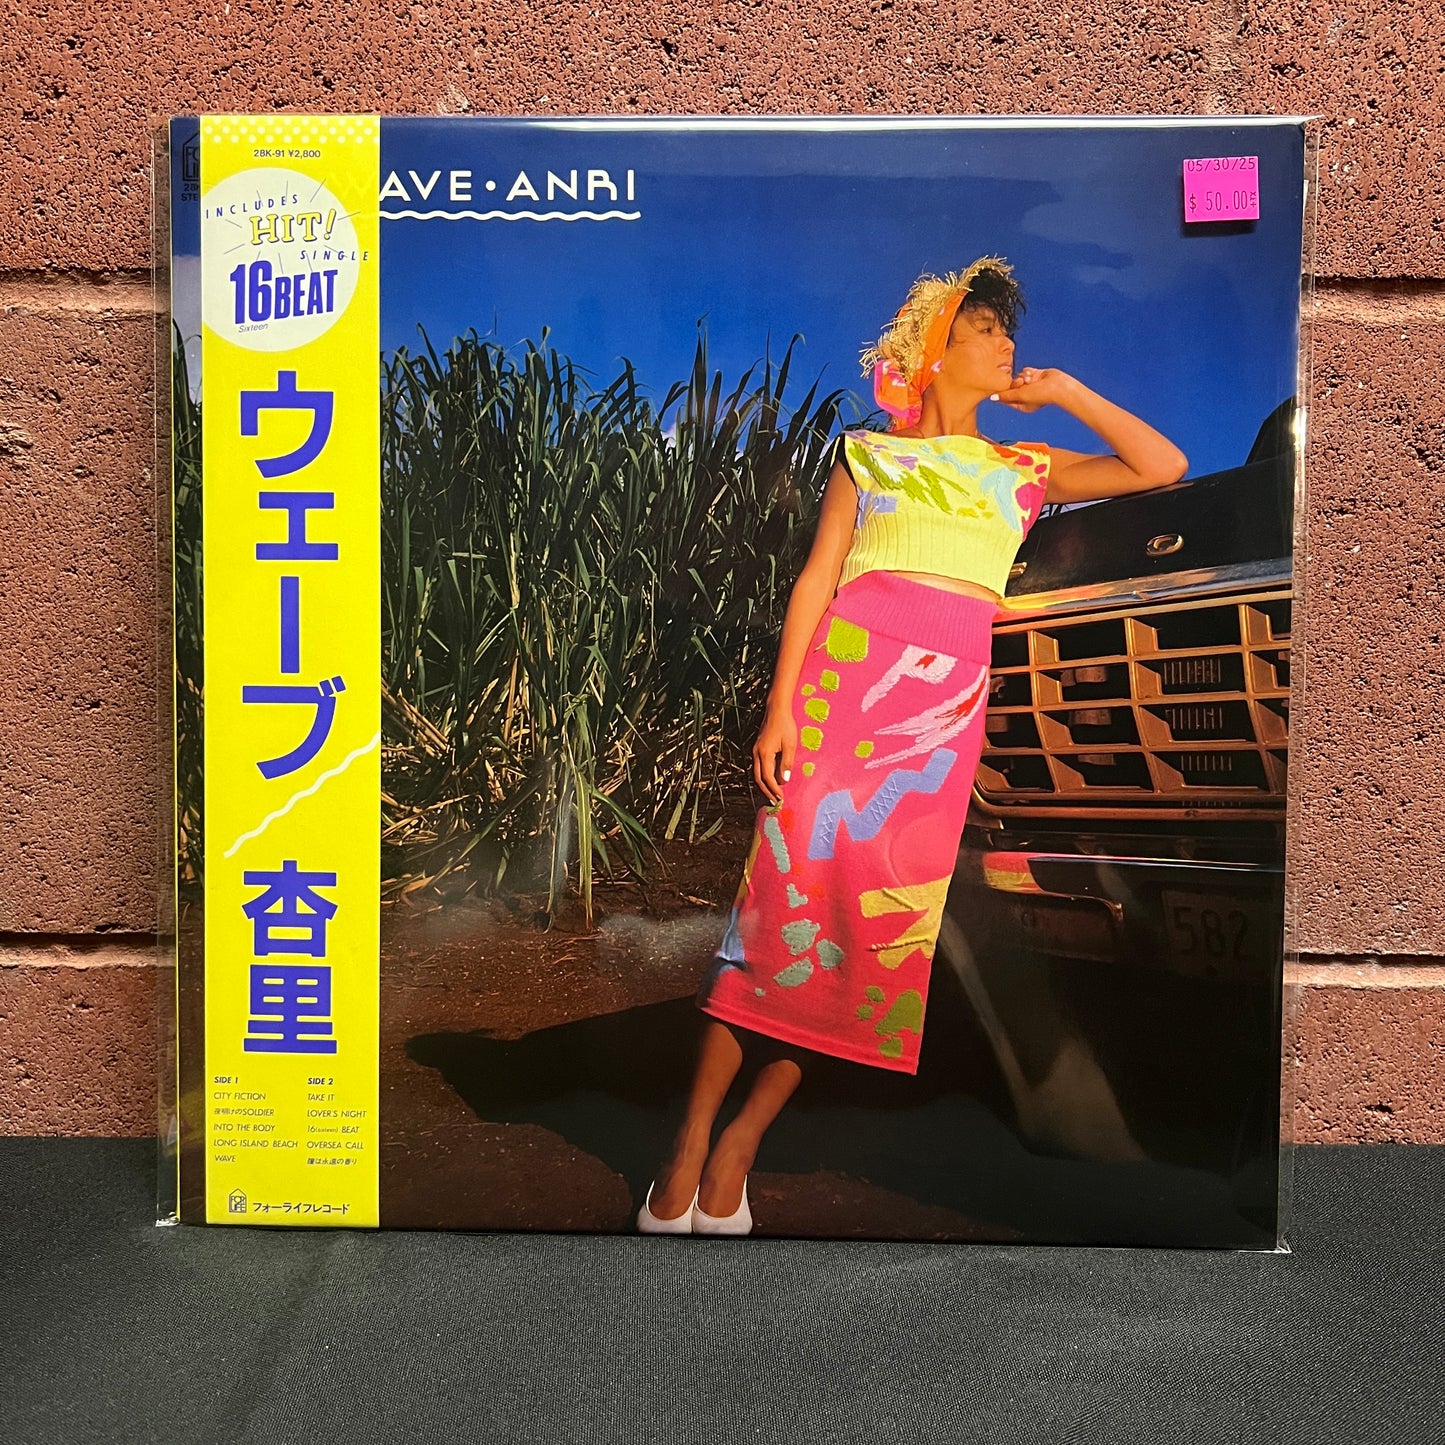 28K-91 ¥2,800
INCLUDES
HIT!
SINGLE
16BEAT
Sixteen
ウェーブ
杏里
SIDE 1
CITY FICTION
夜明けのSOLDIER
INTO THE BODY
LONG ISLAND BEACH
WAVE
SIDE 2
TAKE IT
LOVER'S NIGHT
16(sixteen) BEAT
OVERSEA CALL
瞳は永遠の香り
FOR LIFE
フォーライフレコード
WAVE・ANRI
05/30/25
$ 50.00
582